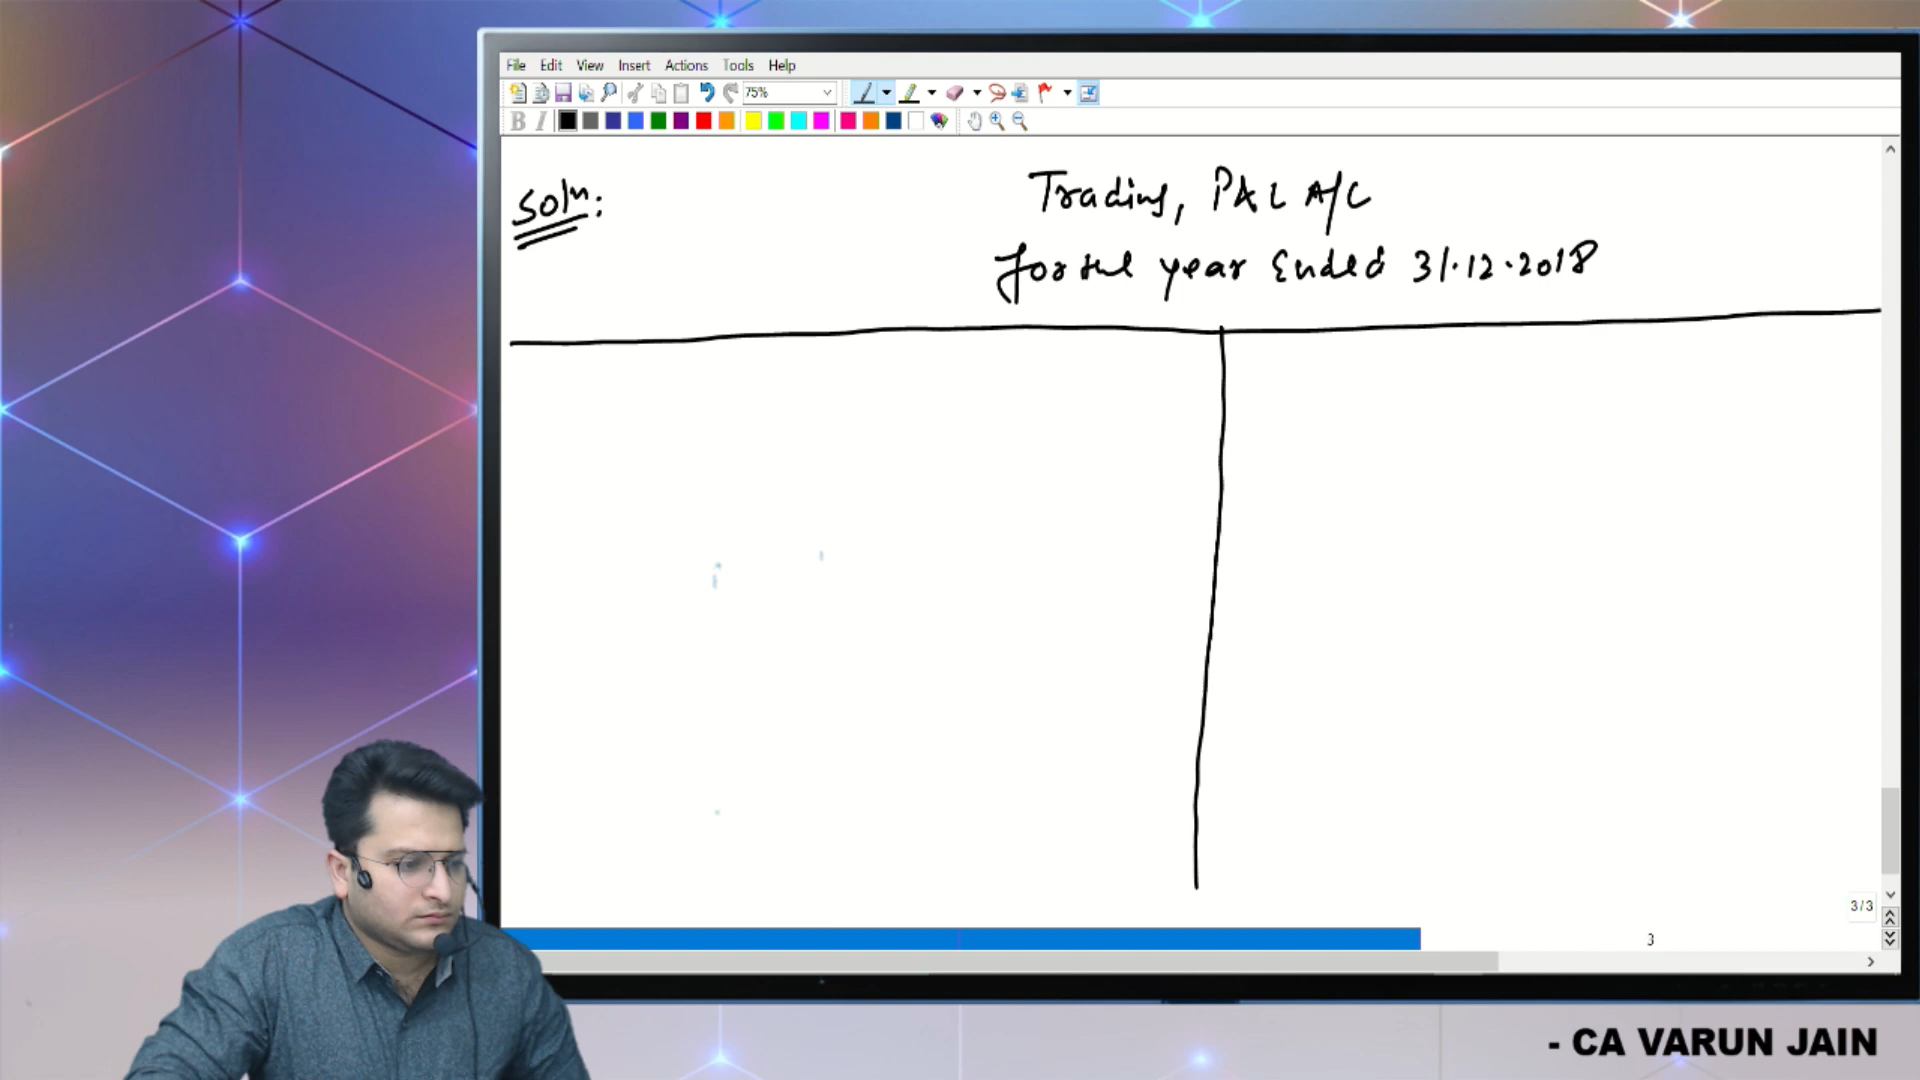 File Edit View Insert Actions Tools Help
75%
B I
Soln:
Trading, P&L A/C
for the year Ended 31.12.2018
3/3
3
- CA VARUN JAIN